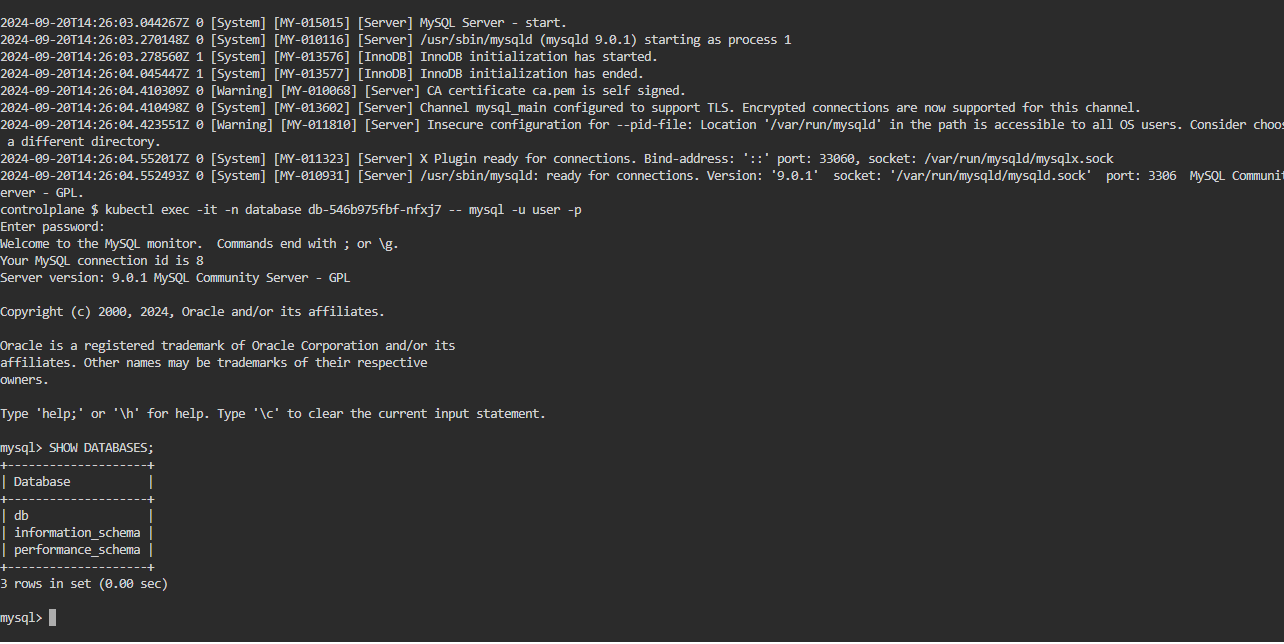 2024-09-20T14:26:03.044267Z 0 [System] [MY-015015] [Server] MySQL Server - start.
2024-09-20T14:26:03.270148Z 0 [System] [MY-010116] [Server] /usr/sbin/mysqld (mysqld 9.0.1) starting as process 1
2024-09-20T14:26:03.278560Z 1 [System] [MY-013576] [InnoDB] InnoDB initialization has started.
2024-09-20T14:26:04.045447Z 1 [System] [MY-013577] [InnoDB] InnoDB initialization has ended.
2024-09-20T14:26:04.410309Z 0 [Warning] [MY-010068] [Server] CA certificate ca.pem is self signed.
2024-09-20T14:26:04.410498Z 0 [System] [MY-013602] [Server] Channel mysql_main configured to support TLS. Encrypted connections are now supported for this channel.
2024-09-20T14:26:04.423551Z 0 [Warning] [MY-011810] [Server] Insecure configuration for --pid-file: Location '/var/run/mysqld' in the path is accessible to all OS users. Consider choos
a different directory.
2024-09-20T14:26:04.552017Z 0 [System] [MY-011323] [Server] X Plugin ready for connections. Bind-address: '::' port: 33060, socket: /var/run/mysqld/mysqlx.sock
2024-09-20T14:26:04.552493Z 0 [System] [MY-010931] [Server] /usr/sbin/mysqld: ready for connections. Version: '9.0.1'  socket: '/var/run/mysqld/mysqld.sock'  port: 3306  MySQL Communit
erver - GPL.
controlplane $ kubectl exec -it -n database db-546b975fbf-nfxj7 -- mysql -u user -p
Enter password:
Welcome to the MySQL monitor.  Commands end with ; or \g.
Your MySQL connection id is 8
Server version: 9.0.1 MySQL Community Server - GPL

Copyright (c) 2000, 2024, Oracle and/or its affiliates.

Oracle is a registered trademark of Oracle Corporation and/or its
affiliates. Other names may be trademarks of their respective
owners.

Type 'help;' or '\h' for help. Type '\c' to clear the current input statement.

mysql> SHOW DATABASES;
+--------------------+
| Database           |
+--------------------+
| db                 |
| information_schema |
| performance_schema |
+--------------------+
3 rows in set (0.00 sec)

mysql>